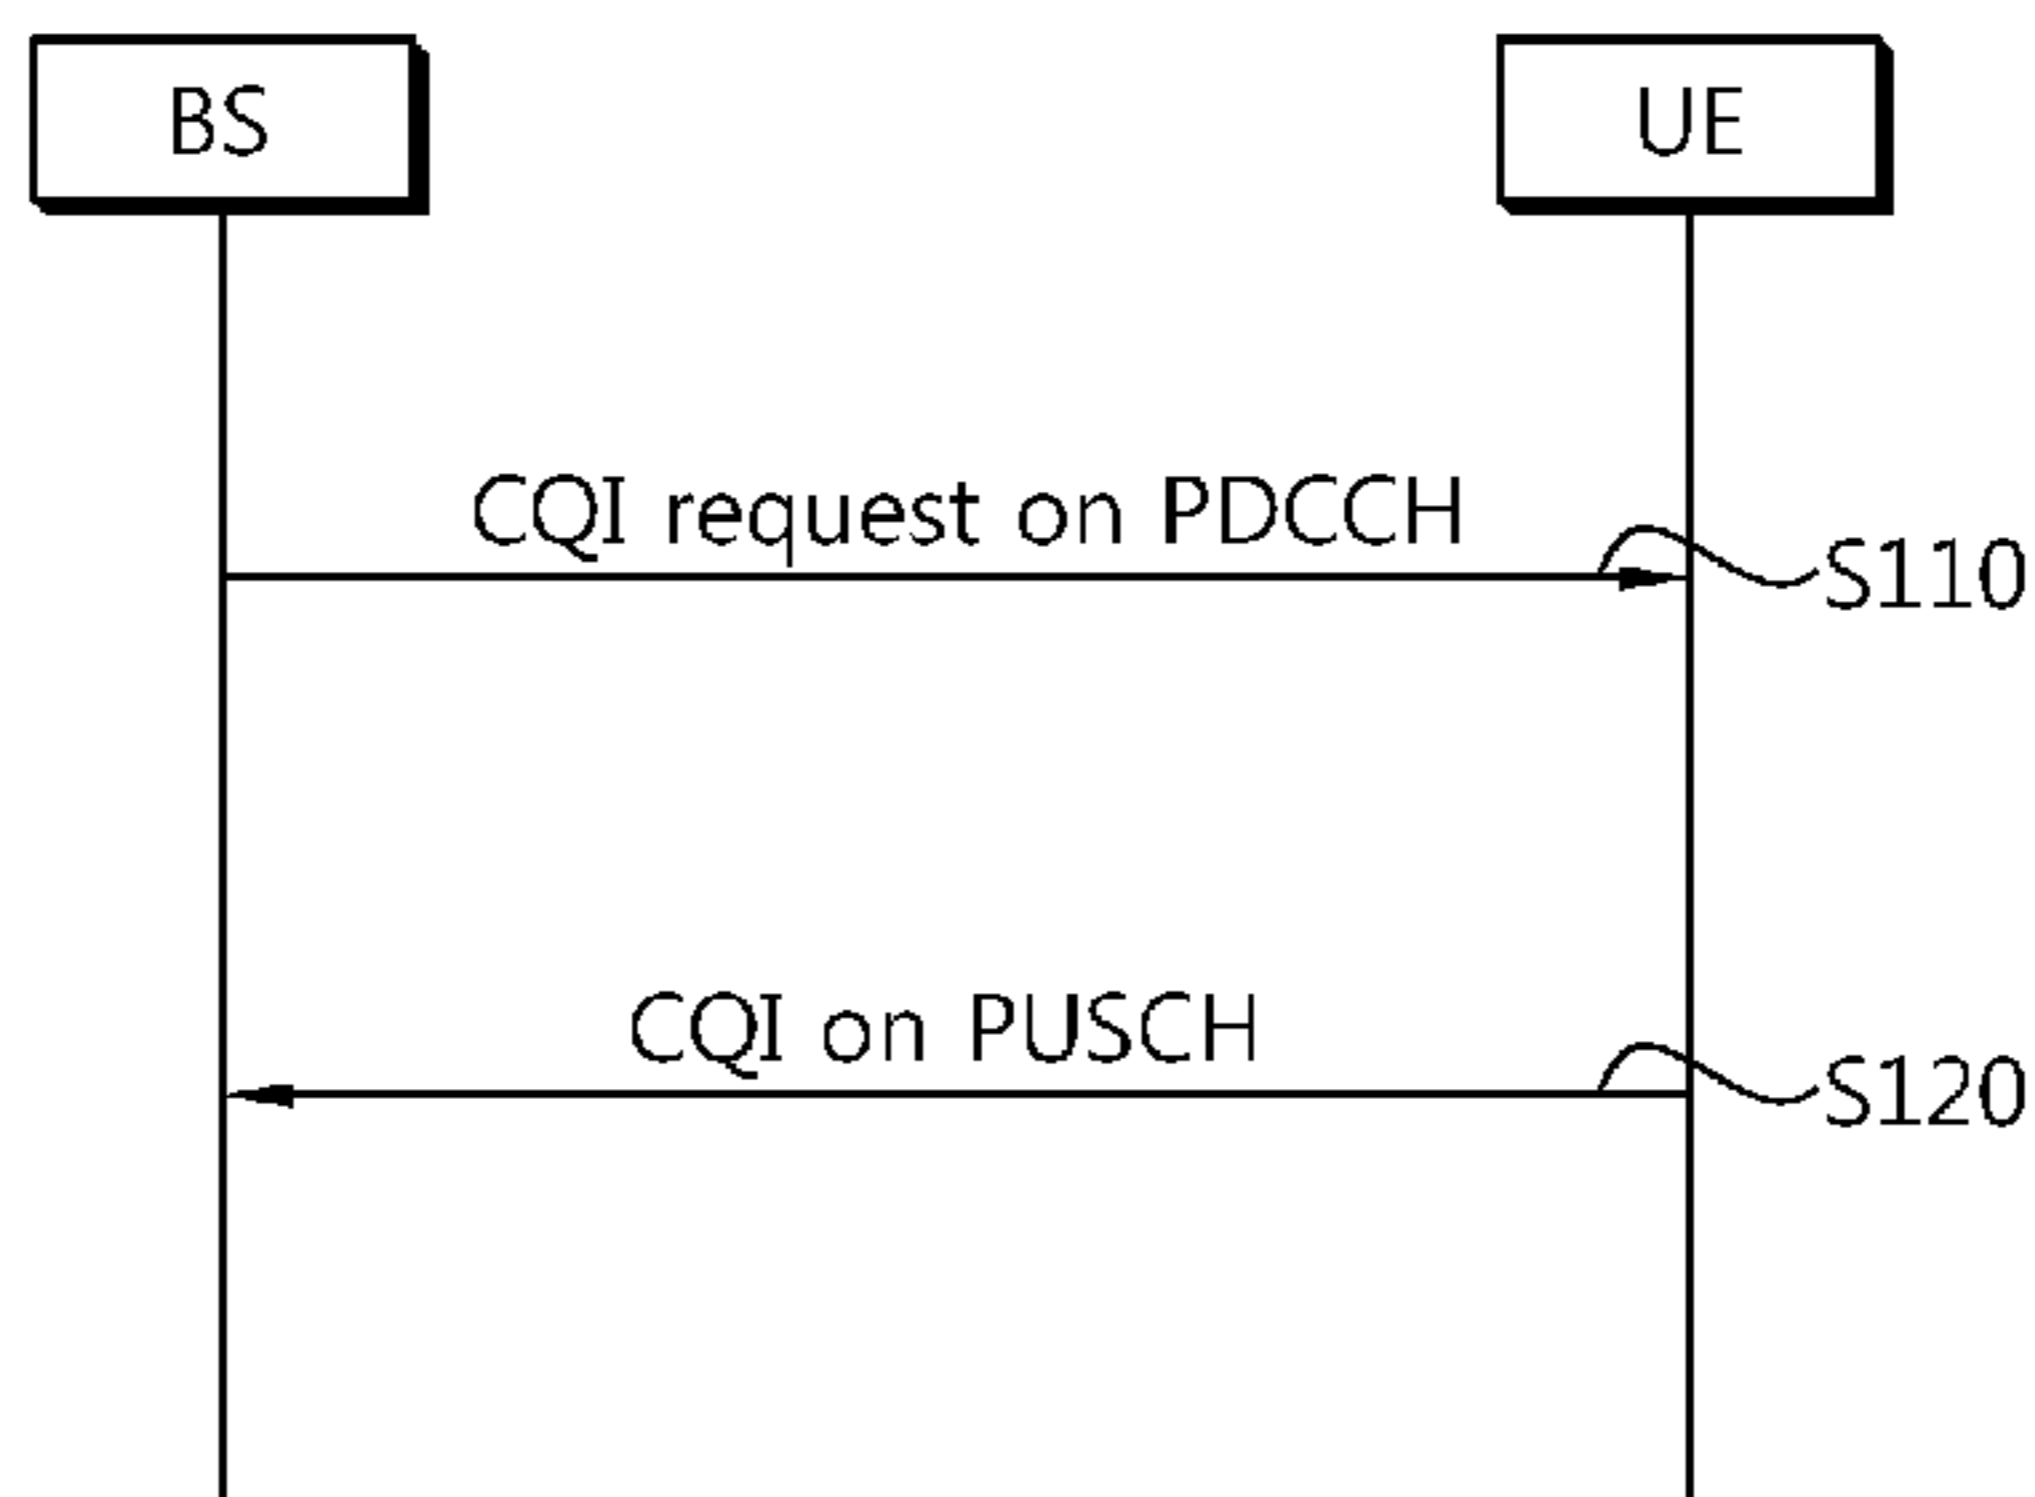 BS
UE
CQI request on PDCCH
S110
CQI on PUSCH
S120